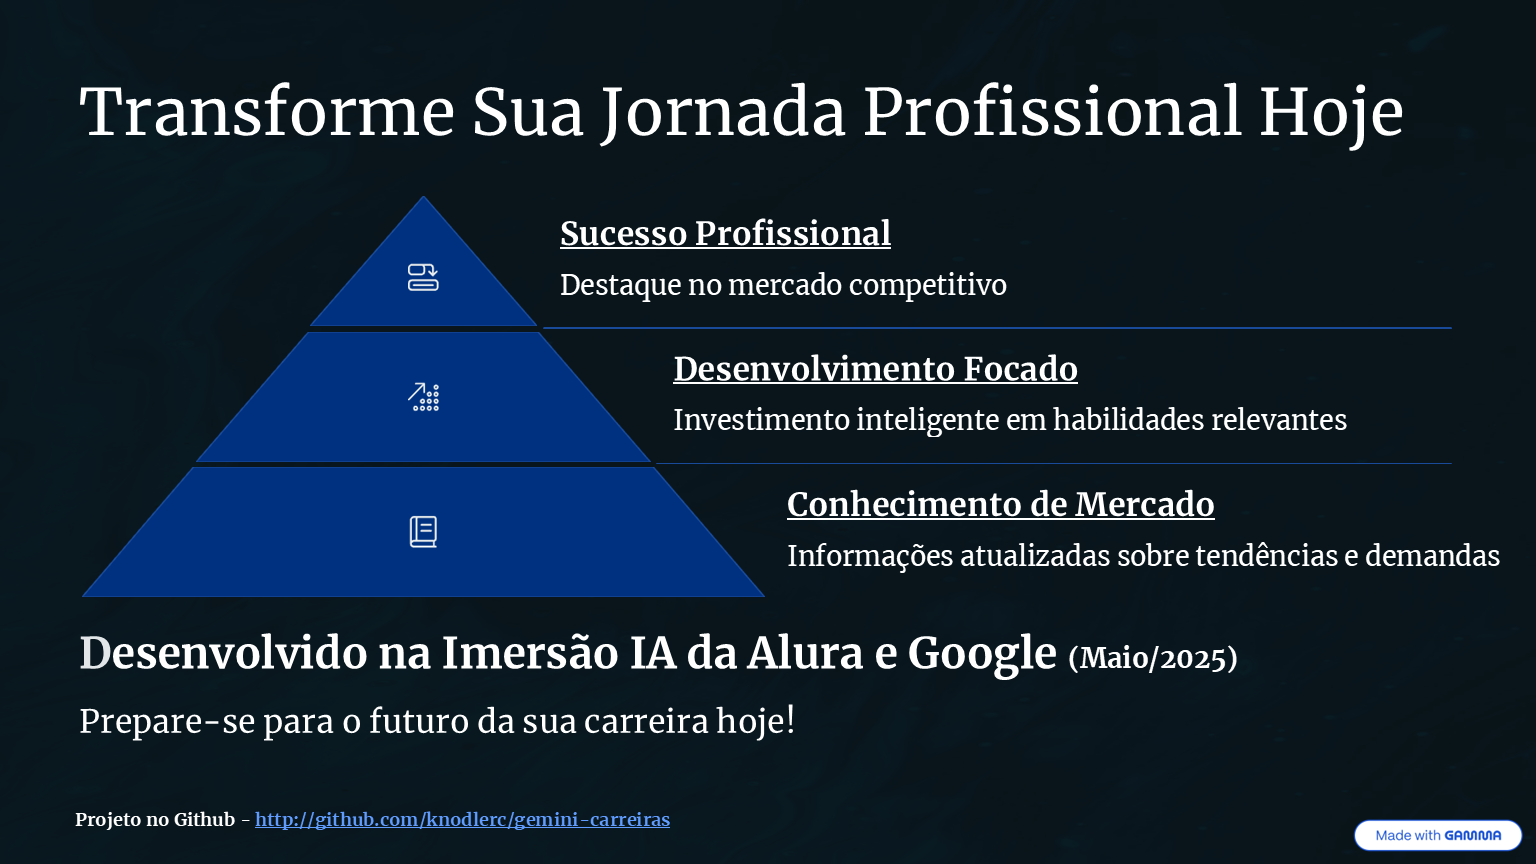 Transforme Sua Jornada Profissional Hoje
Sucesso Profissional
Destaque no mercado competitivo
Desenvolvimento Focado
Investimento inteligente em habilidades relevantes
Conhecimento de Mercado
Informações atualizadas sobre tendências e demandas
Desenvolvido na Imersão IA da Alura e Google (Maio/2025)
Prepare-se para o futuro da sua carreira hoje!
Projeto no Github - http://github.com/knodlerc/gemini-carreiras
Made with GAMMA